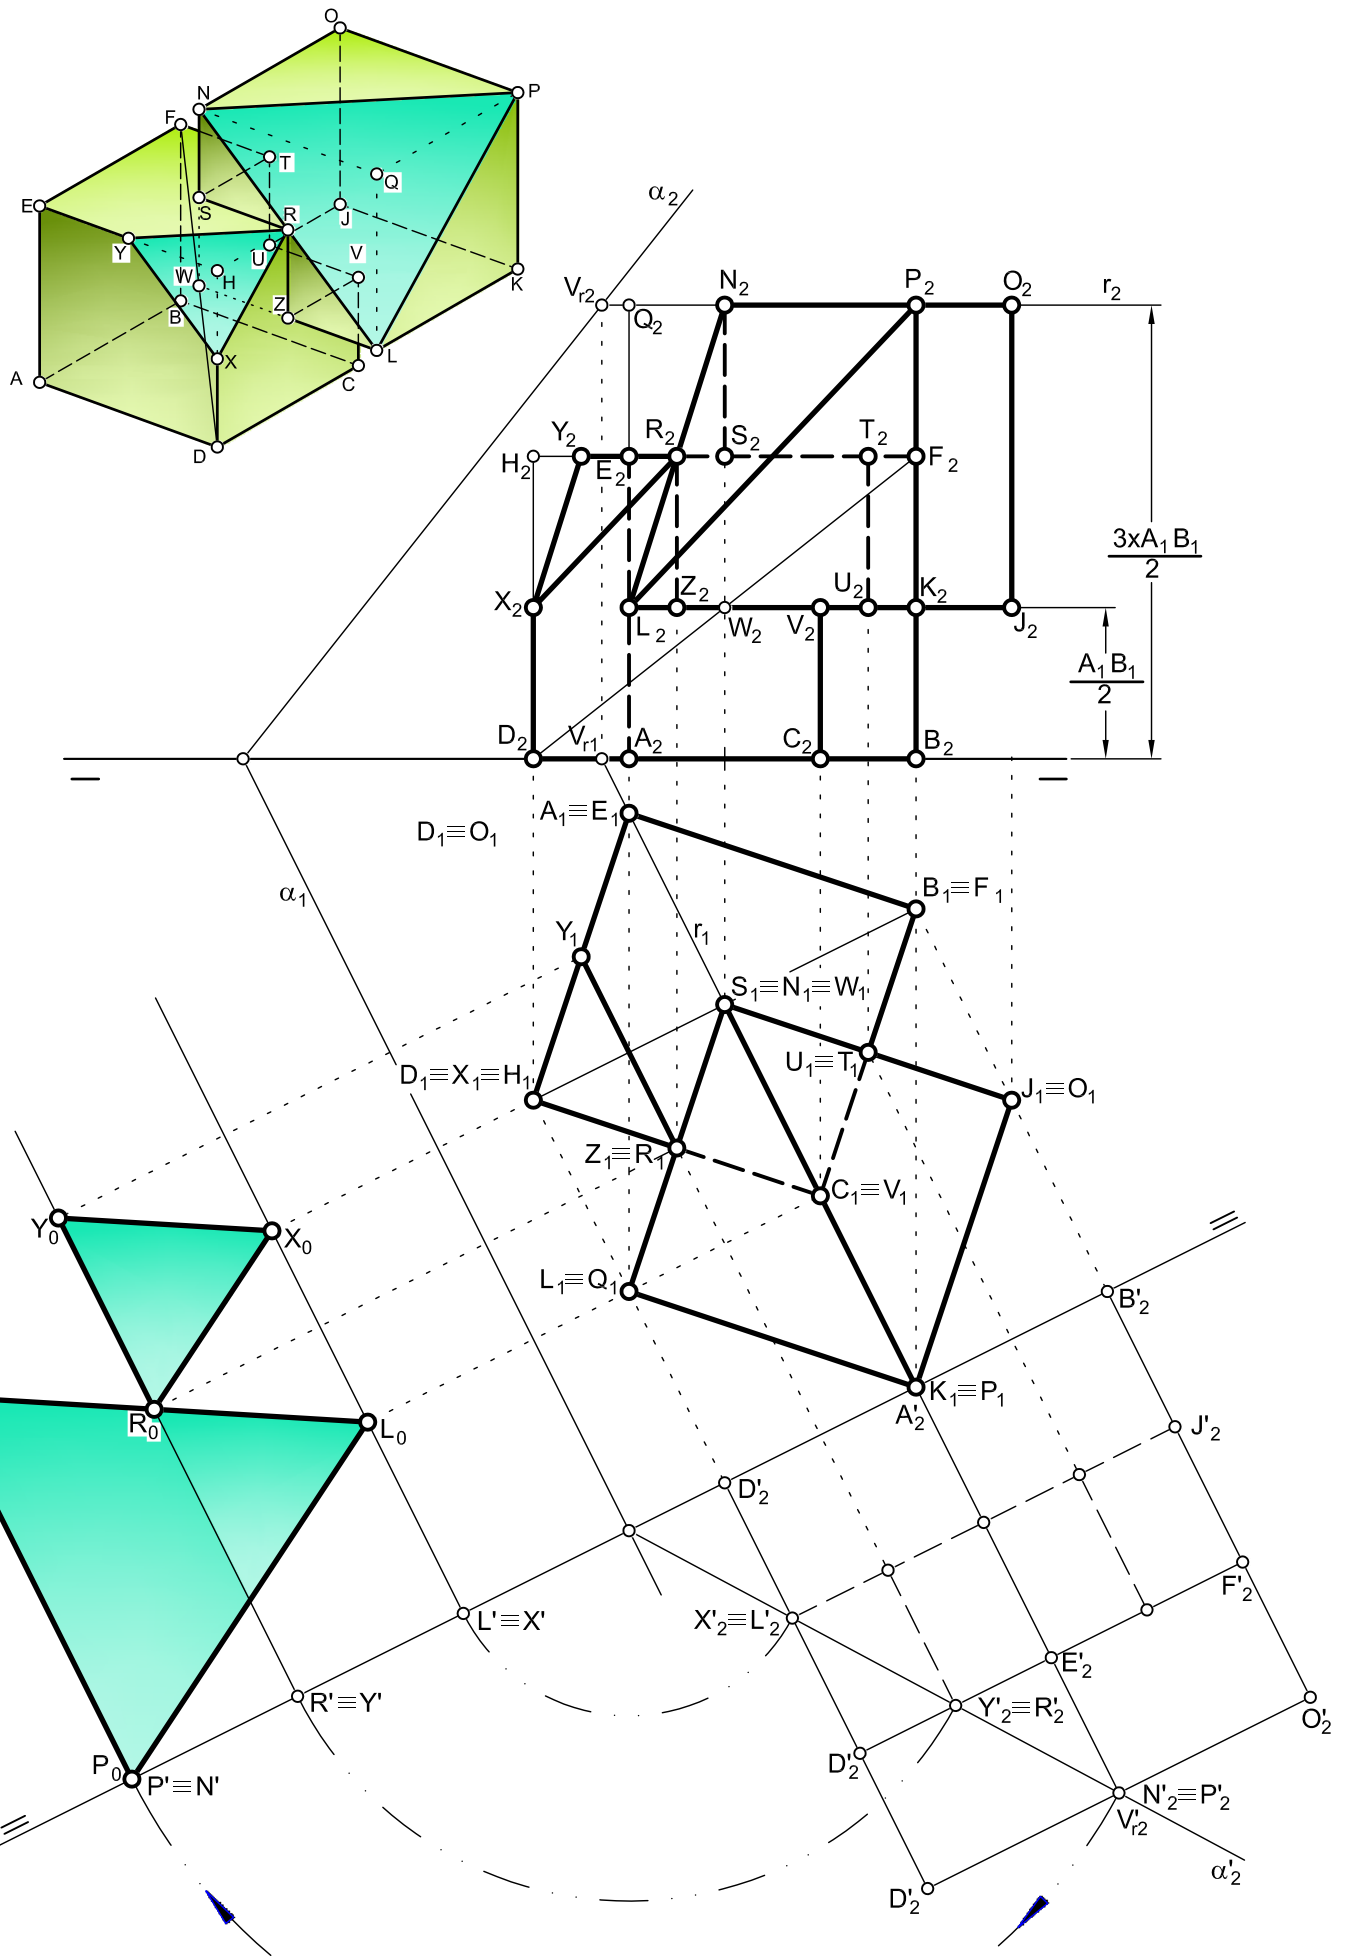 O
N
P
F
T
Q
E
S
R
J
Y
U
V
W
H
K
B
Z
X
L
A
C
D
α2
Vr2
Q2
N2
P2
O2
r2
Y2
R2
S2
T2
H2
E2
F2
3xA1B1
2
X2
L2
Z2
W2
V2
U2
K2
J2
A1B1
2
D2
Vr1
A2
C2
B2
D1≡O1
A1≡E1
B1≡F1
α1
Y1
r1
S1≡N1≡W1
D1≡X1≡H1
U1≡T1
J1≡O1
Z1≡R1
C1≡V1
Y0
X0
L1≡Q1
B'2
K1≡P1
A'2
R0
L0
J'2
D'2
F'2
L'≡X'
X'2≡L'2
E'2
R'≡Y'
Y'2≡R'2
O'2
P0
P'≡N'
D'2
N'2≡P'2
V'r2
α'2
D'2